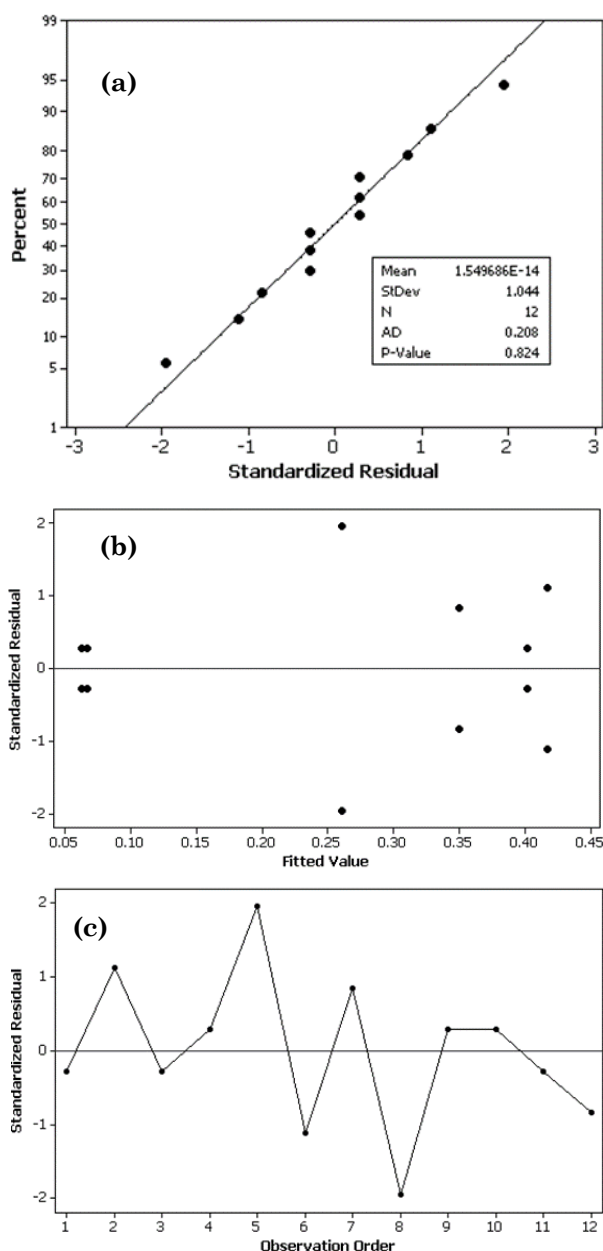 (a)
Percent
99
95
90
80
70
60
50
40
30
20
10
5
1
Mean 1.549686E-14
StDev 1.044
N 12
AD 0.208
P-Value 0.824
-3 -2 -1 0 1 2 3
Standardized Residual
(b)
Standardized Residual
2
1
0
-1
-2
0.05 0.10 0.15 0.20 0.25 0.30 0.35 0.40 0.45
Fitted Value
(c)
Standardized Residual
2
1
0
-1
-2
1 2 3 4 5 6 7 8 9 10 11 12
Observation Order